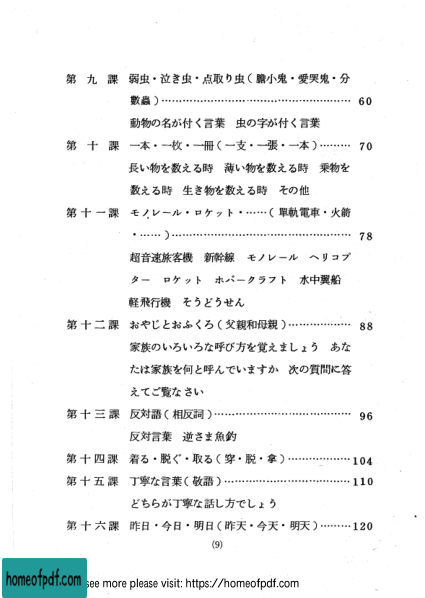 第九課 弱虫・泣き虫・点取り虫(膽小鬼・愛哭鬼・分
數蟲)…………………………………………… 60
動物の名が付く言葉 虫の字が付く言葉
第十課 一本・一枚・一冊(一支・一張・一本)……… 70
長い物を数える時 薄い物を数える時 乗物を
数える時 生き物を数える時 その他
第十一課 モノレール・ロケット・……(單軌電車・火箭
・……)………………………………………… 78
超音速旅客機 新幹線 モノレール ヘリコプ
ター ロケット ホバークラフト 水中翼船
軽飛行機 そうどうせん
第十二課 おやじとおふくろ(父親和母親)……………… 88
家族のいろいろな呼び方を覚えましょう あな
たは家族を何と呼んでいますか 次の質問に答
えてご覧なさい
第十三課 反対語(相反詞)………………………………… 96
反対言葉 逆さま魚釣
第十四課 着る・脱ぐ・取る(穿・脱・拿)………………104
第十五課 丁寧な言葉(敬語)………………………………110
どちらが丁寧な話し方でしょう
第十六課 昨日・今日・明日(昨天・今天・明天)………120
(9)
homeofpdf.com
see more please visit: https://homeofpdf.com